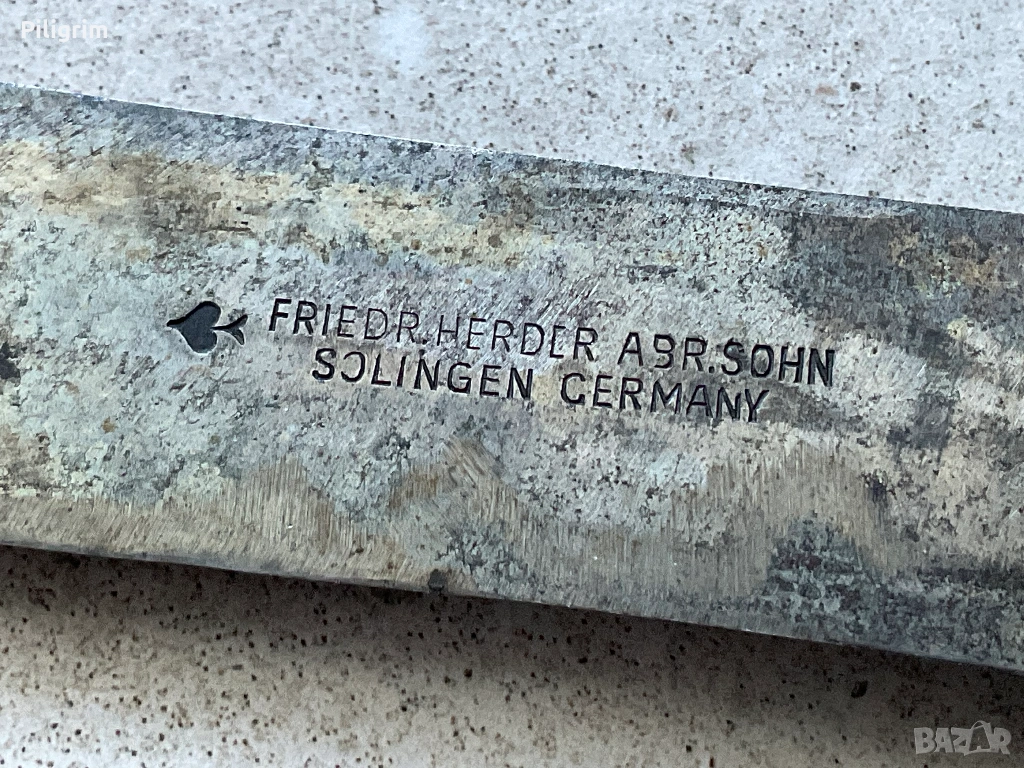 Piligrim
FRIEDR.HERDER ABR.SOHN
SOLINGEN GERMANY
BAZAR